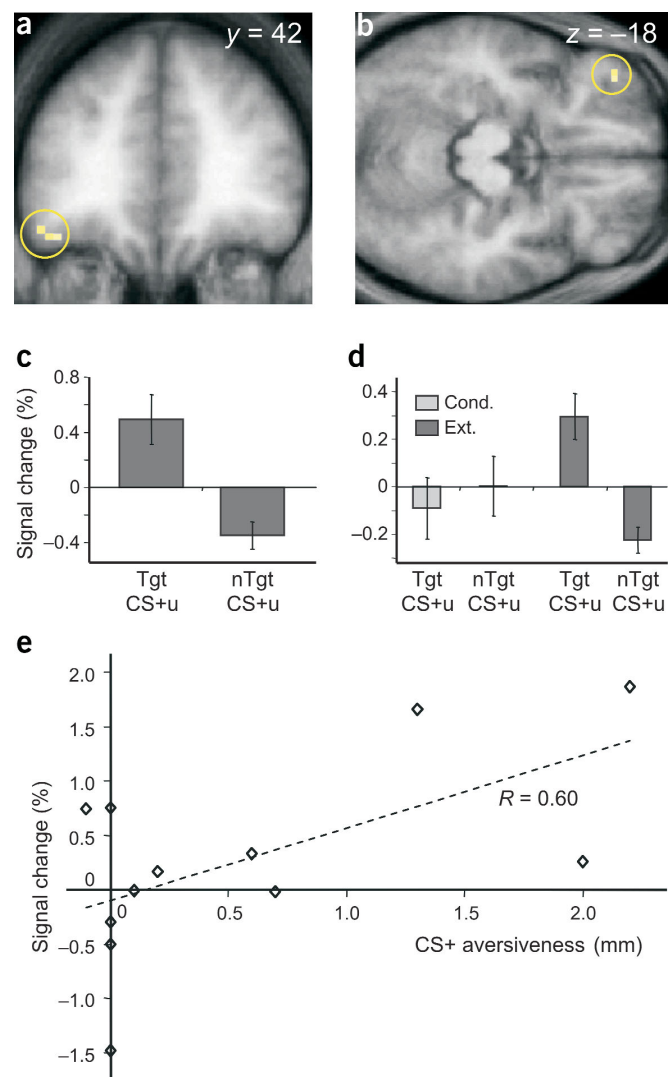 a
y = 42
b
z = –18
c
Signal change (%)
0.8
0.4
0
–0.4
Tgt
CS+u
nTgt
CS+u
d
Cond.
Ext.
0.4
0.2
0
–0.2
Tgt
CS+u
nTgt
CS+u
Tgt
CS+u
nTgt
CS+u
e
Signal change (%)
2.0
1.5
1.0
0.5
0
–0.5
–1.0
–1.5
R = 0.60
0
0.5
1.0
1.5
2.0
CS+ aversiveness (mm)